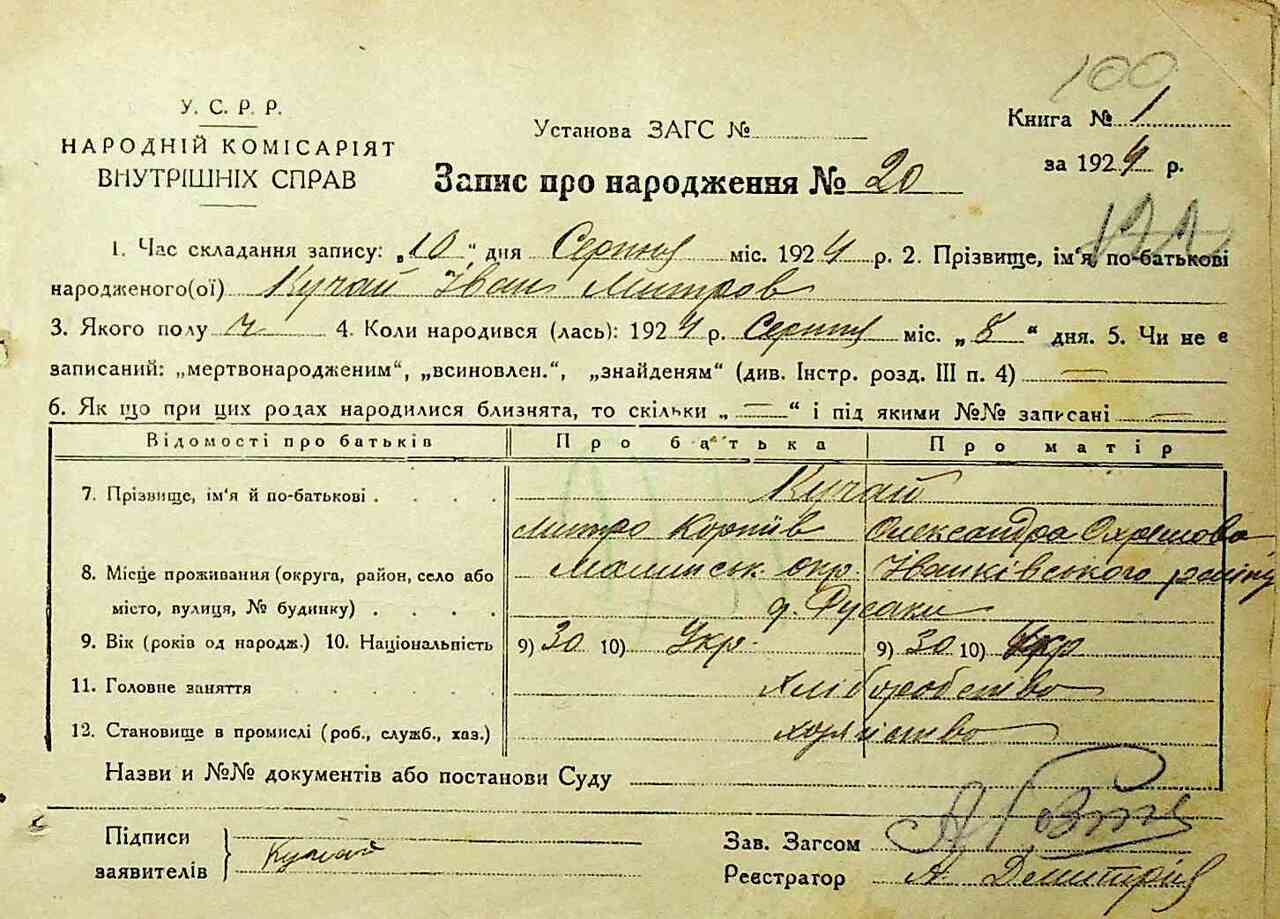 100
У. С. Р. Р.
НАРОДНІЙ КОМІСАРІЯТ
ВНУТРІШНІХ СПРАВ
Установа ЗАГС №
Книга № 1
за 1924 р.
Запис про народження № 20
1. Час складання запису: „10“ дня Серпня міс. 1924 р. 2. Прізвище, ім'я, по-батькові
народженого(ої) Кучай Іван Митров
3. Якого полу ч 4. Коли народився (лась): 1924 р. Серпня міс. „8“ дня. 5. Чи не є
записаний: „мертвонародженим“, „всиновлен.“, „знайденям“ (див. Інстр. розд. III п. 4) —
6. Як що при цих родах народилися близнята, то скільки „—“ і під якими №№ записані —
Відомості про батьків Про батька Про матір
7. Прізвище, ім'я й по-батькові . . . . Кучай
Митро Корніїв Олександра
8. Місце проживання (округа, район, село або Малинськ. окр. Іванківського району
місто, вулиця, № будинку) . . . . д. Русаки
9. Вік (років од народж.) 10. Національність 9) 30 10) Укр. 9) 30 10) Укр
11. Головне заняття . . . . Хліборобство
12. Становище в промислі (роб., служб., хаз.)
Назви и №№ документів або постанови Суду
Підписи
заявителів } Кучай
Зав. Загсом
Реєстратор А.